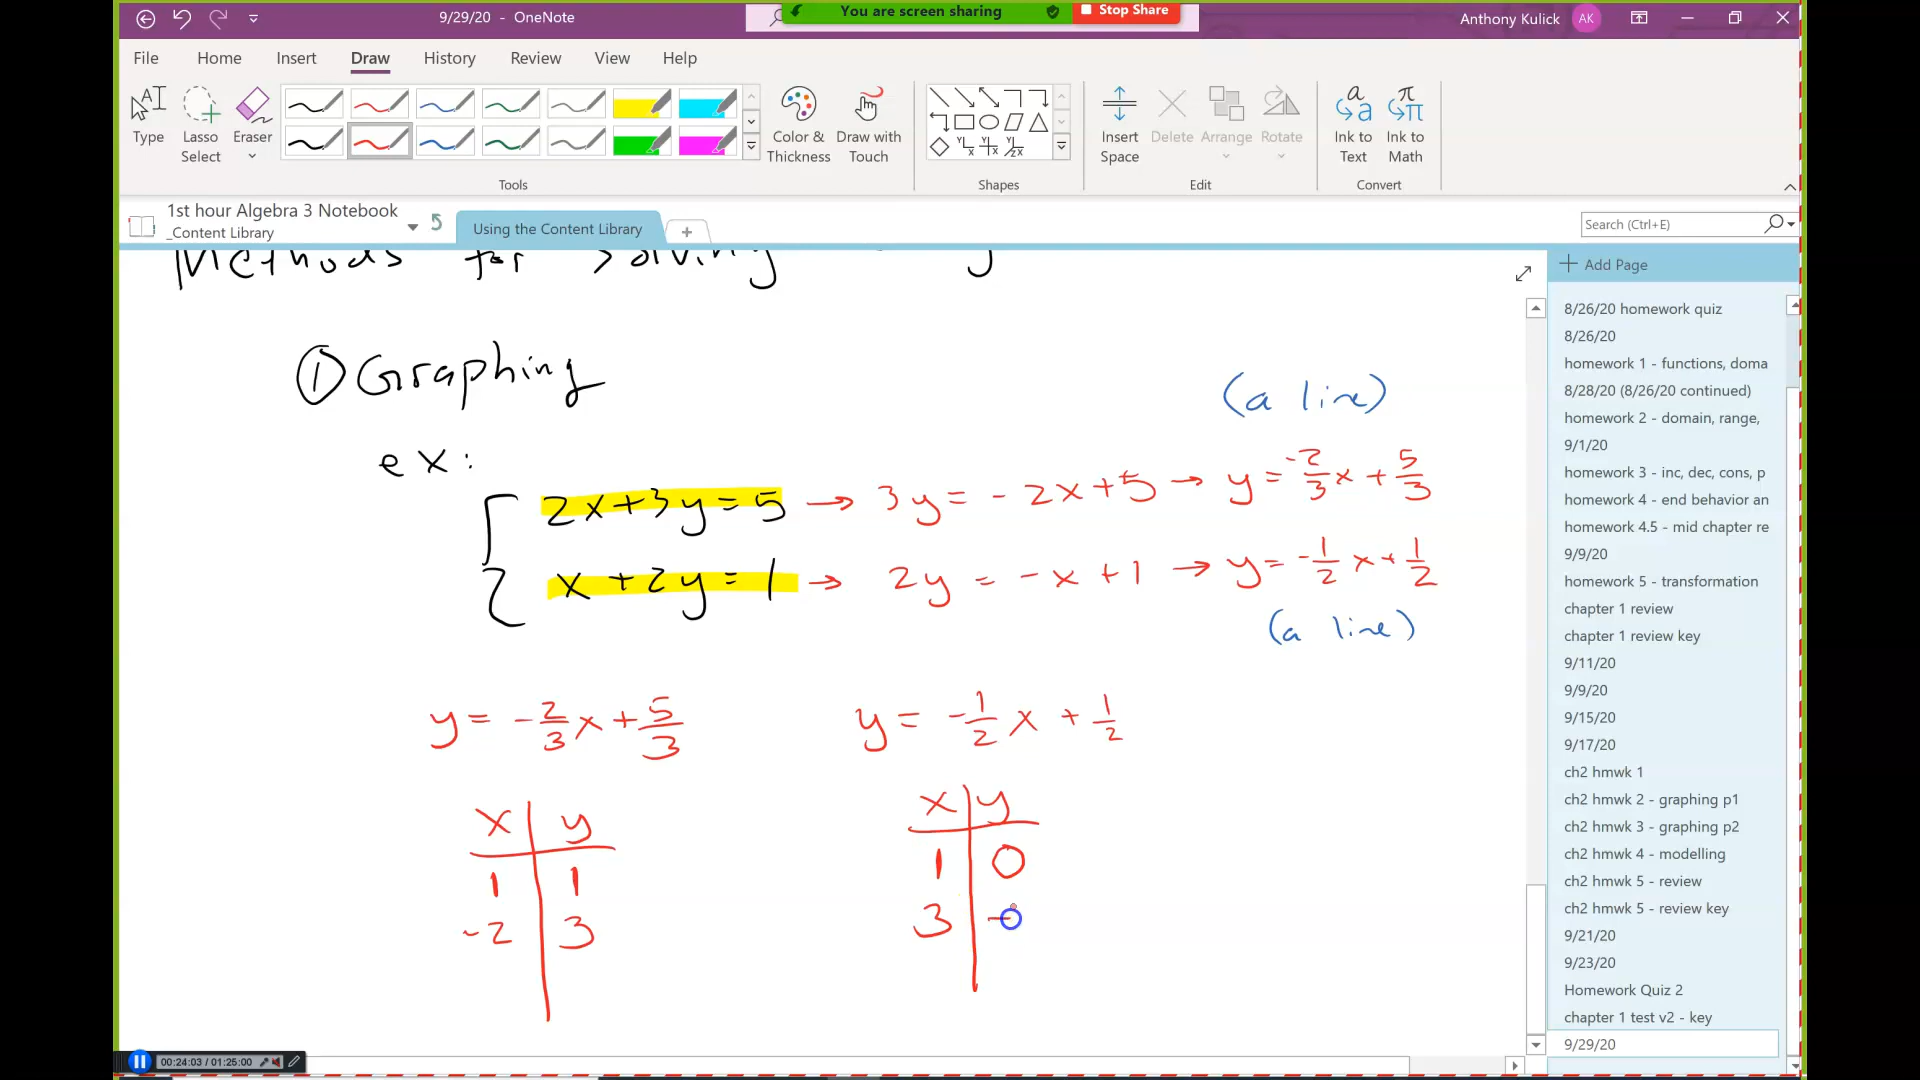 9/29/20 - OneNote
You are screen sharing
Stop Share
Anthony Kulick
AK
File Home Insert Draw History Review View Help
Type
Lasso Select
Eraser
Color & Thickness
Draw with Touch
Insert Space
Delete
Arrange
Rotate
Ink to Text
Ink to Math
Tools
Shapes
Edit
Convert
1st hour Algebra 3 Notebook
_Content Library
Using the Content Library
Search (Ctrl+E)
Methods for solving
① Graphing
(a line)
ex:
2x+3y=5 → 3y = -2x+5 → y = -2/3x + 5/3
x+2y=1 → 2y = -x+1 → y = -1/2x + 1/2
(a line)
y = -2/3x + 5/3
y = -1/2x + 1/2
x y
1 1
-2 3
x y
1 0
3 -
Add Page
8/26/20 homework quiz
8/26/20
homework 1 - functions, doma
8/28/20 (8/26/20 continued)
homework 2 - domain, range,
9/1/20
homework 3 - inc, dec, cons, p
homework 4 - end behavior an
homework 4.5 - mid chapter re
9/9/20
homework 5 - transformation
chapter 1 review
chapter 1 review key
9/11/20
9/9/20
9/15/20
9/17/20
ch2 hmwk 1
ch2 hmwk 2 - graphing p1
ch2 hmwk 3 - graphing p2
ch2 hmwk 4 - modelling
ch2 hmwk 5 - review
ch2 hmwk 5 - review key
9/21/20
9/23/20
Homework Quiz 2
chapter 1 test v2 - key
9/29/20
00:24:03 / 01:25:00